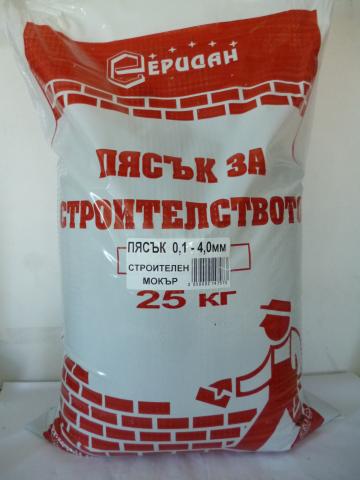 ЕРИДАН
ПЯСЪК ЗА
СТРОИТЕЛСТВОТО
ПЯСЪК 0,1 - 4,0мм
СТРОИТЕЛЕН
МОКЪР
25 кг